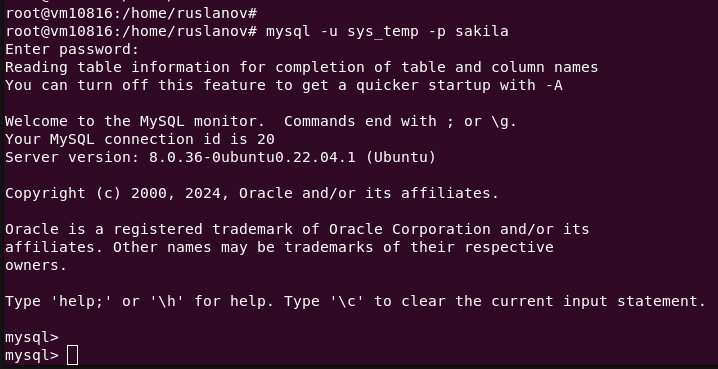 root@vm10816:/home/ruslanov#
root@vm10816:/home/ruslanov# mysql -u sys_temp -p sakila
Enter password:
Reading table information for completion of table and column names
You can turn off this feature to get a quicker startup with -A
Welcome to the MySQL monitor.  Commands end with ; or \g.
Your MySQL connection id is 20
Server version: 8.0.36-0ubuntu0.22.04.1 (Ubuntu)
Copyright (c) 2000, 2024, Oracle and/or its affiliates.
Oracle is a registered trademark of Oracle Corporation and/or its
affiliates. Other names may be trademarks of their respective
owners.
Type 'help;' or '\h' for help. Type '\c' to clear the current input statement.
mysql>
mysql>